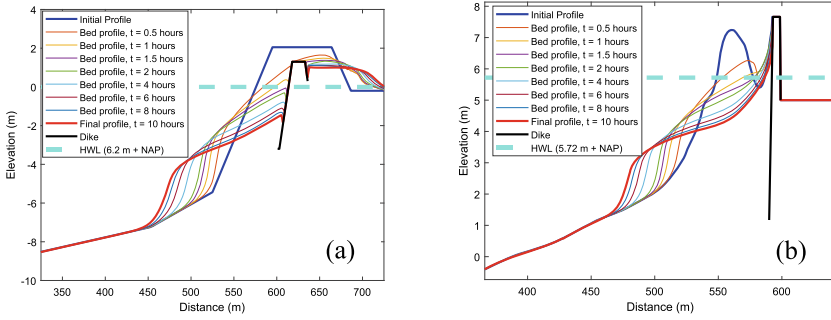 4
2
0
-2
-4
-6
-8
-10
Elevation (m)
Initial Profile
Bed profile, t = 0.5 hours
Bed profile, t = 1 hours
Bed profile, t = 1.5 hours
Bed profile, t = 2 hours
Bed profile, t = 4 hours
Bed profile, t = 6 hours
Bed profile, t = 8 hours
Final profile, t = 10 hours
Dike
HWL (6.2 m + NAP)
(a)
350 400 450 500 550 600 650 700
Distance (m)
8
7
6
5
4
3
2
1
0
Elevation (m)
Initial Profile
Bed profile, t = 0.5 hours
Bed profile, t = 1 hours
Bed profile, t = 1.5 hours
Bed profile, t = 2 hours
Bed profile, t = 4 hours
Bed profile, t = 6 hours
Bed profile, t = 8 hours
Final profile, t = 10 hours
Dike
HWL (5.72 m + NAP)
(b)
400 450 500 550 600
Distance (m)